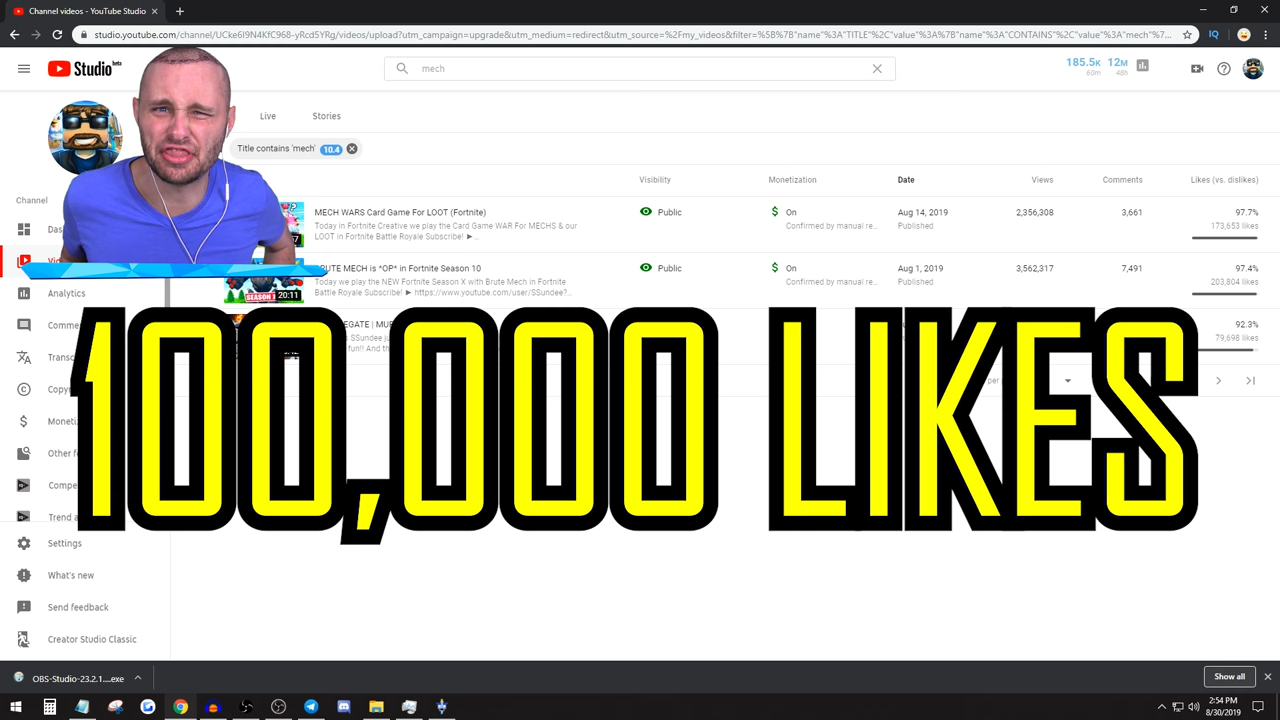 Channel videos - YouTube Studio
studio.youtube.com/channel/UCke6I9N4KfC968-yRcd5YRg/videos/upload?utm_campaign=upgrade&utm_medium=redirect&utm_source=%2Fmy_videos&filter=%5B%7B"name"%3A"TITLE"%2C"value"%3A%7B"name"%3A"CONTAINS"%2C"value"%3A"mech"%7...
IQ
Studio beta
mech
185.5K 12M
60m 48h
Live Stories
Title contains 'mech' 10.4
Channel
Visibility Monetization Date Views Comments Likes (vs. dislikes)
MECH WARS Card Game For LOOT (Fortnite) Public $ On Aug 14, 2019 2,356,308 3,661 97.7%
Today in Fortnite Creative we play the Card Game WAR For MECHS & our Confirmed by manual re... Published 173,653 likes
LOOT in Fortnite Battle Royale Subscribe! ►...
MECH is *OP* in Fortnite Season 10 Public $ On Aug 1, 2019 3,562,317 7,491 97.4%
Today we play the NEW Fortnite Season X with Brute Mech in Fortnite Confirmed by manual re... Published 203,804 likes
Battle Royale Subscribe! ► https://www.youtube.com/user/SSundee?...
SEASON 20:11
Analytics
92.3%
SSundee 79,698 likes
100,000 LIKES
Settings
What's new
Send feedback
Creator Studio Classic
OBS-Studio-23.2.1....exe
Show all
2:54 PM
8/30/2019